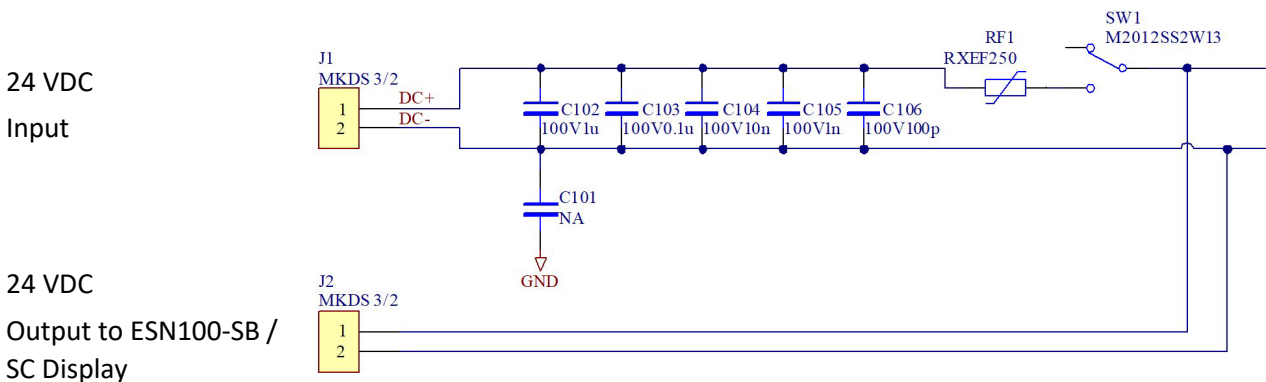 SW1
M2012SS2W13
RF1
RXEF250
J1
MKDS 3/2
24 VDC
Input
1
2
DC+
DC-
C102
100V1u
C103
100V0.1u
C104
100V10n
C105
100V1n
C106
100V100p
C101
NA
GND
24 VDC
Output to ESN100-SB /
SC Display
J2
MKDS 3/2
1
2